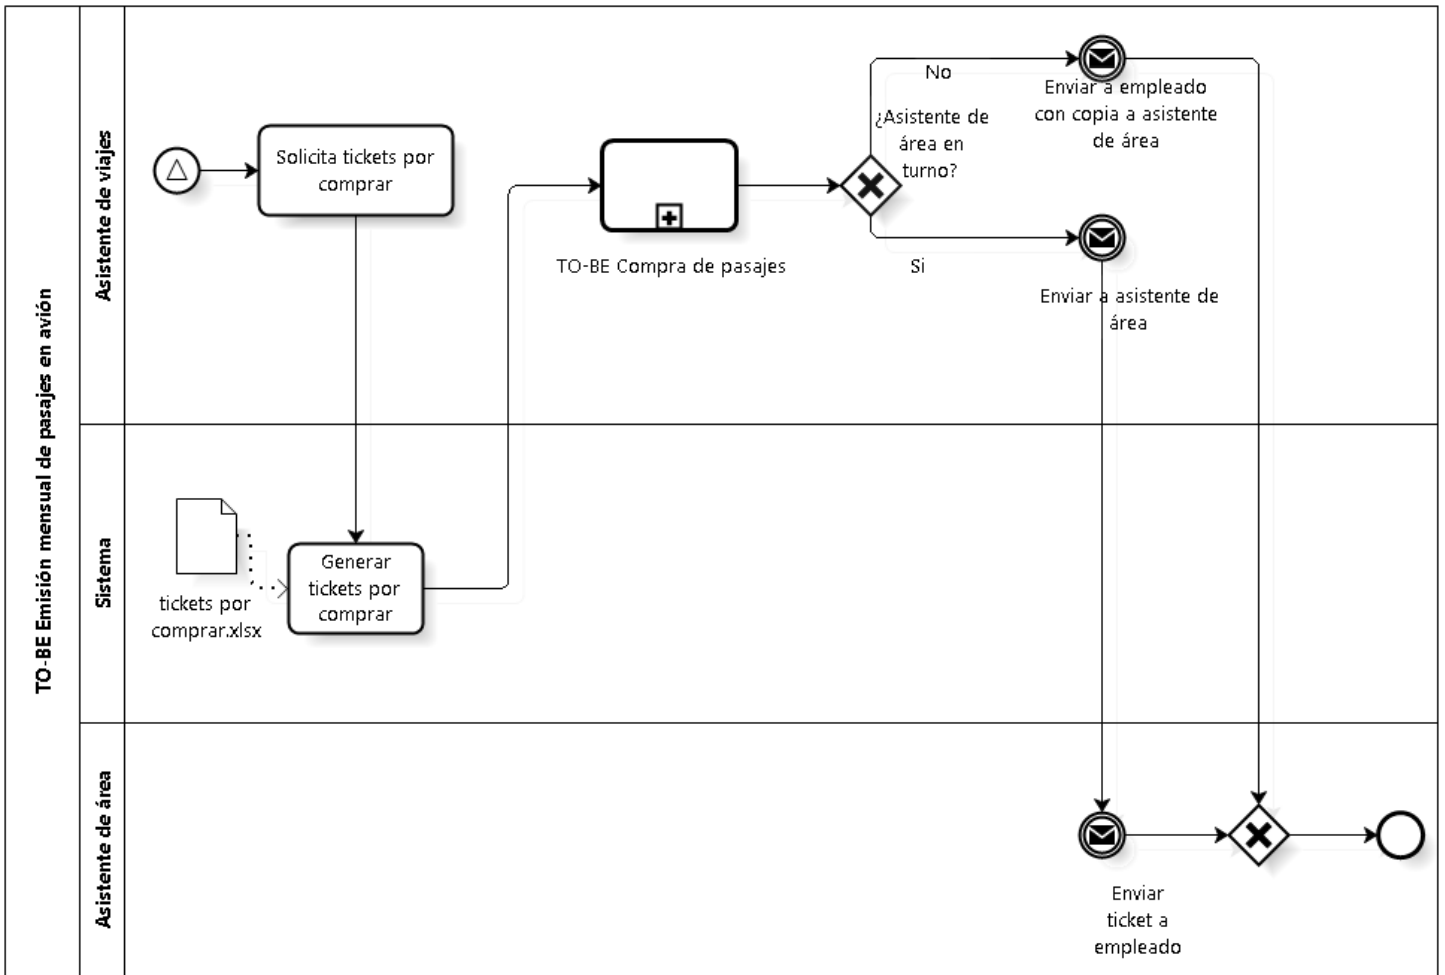 TO-BE Emisión mensual de pasajes en avión
Asistente de viajes
Solicita tickets por
comprar
TO-BE Compra de pasajes
¿Asistente de
área en
turno?
No
Si
Enviar a empleado
con copia a asistente
de área
Enviar a asistente de
área
Sistema
tickets por
comprar.xlsx
Generar
tickets por
comprar
Asistente de área
Enviar
ticket a
empleado